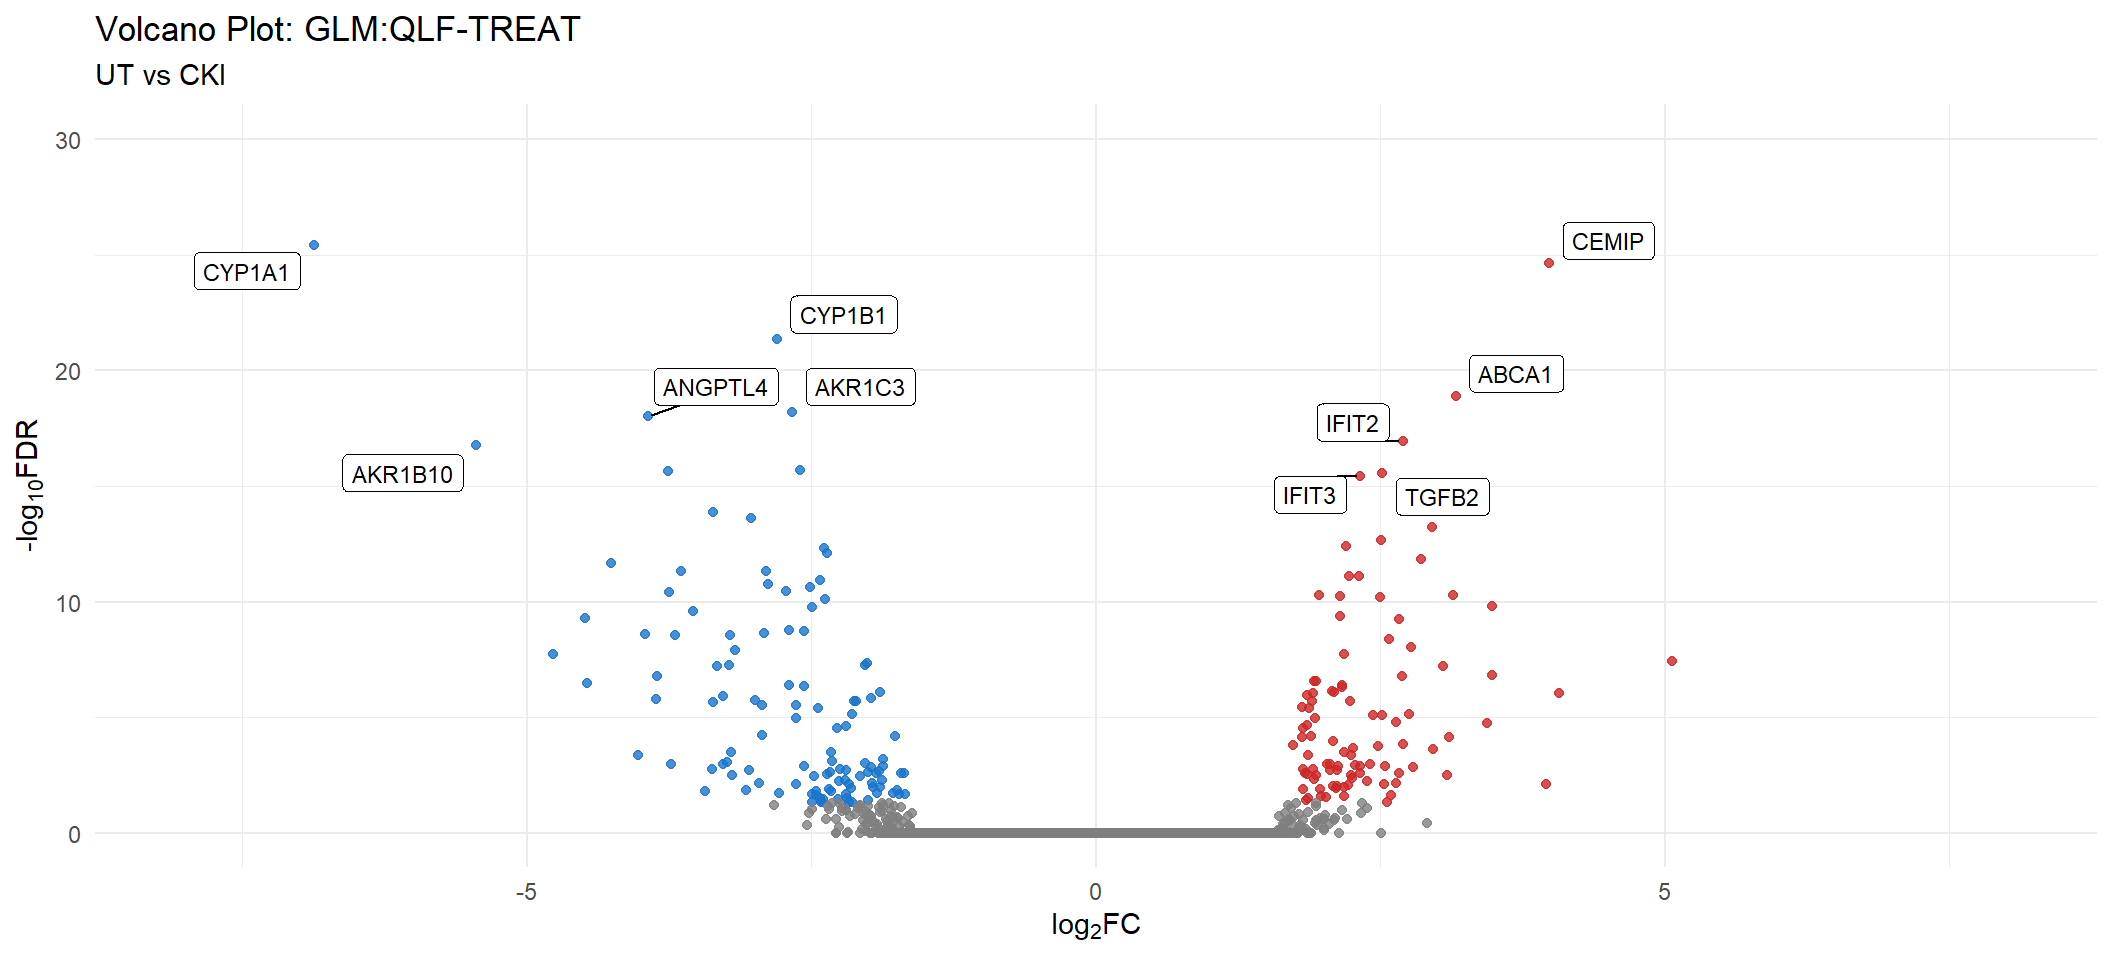 Volcano Plot: GLM:QLF-TREAT
UT vs CKI
30
20
10
0
-log10FDR
CYP1A1
CYP1B1
ANGPTL4
AKR1C3
AKR1B10
CEMIP
ABCA1
IFIT2
IFIT3
TGFB2
-5
0
5
log2FC